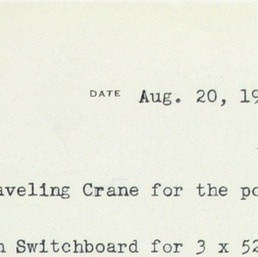 DATE Aug. 20, 19
aveling Crane for the po
n Switchboard for 3 x 52